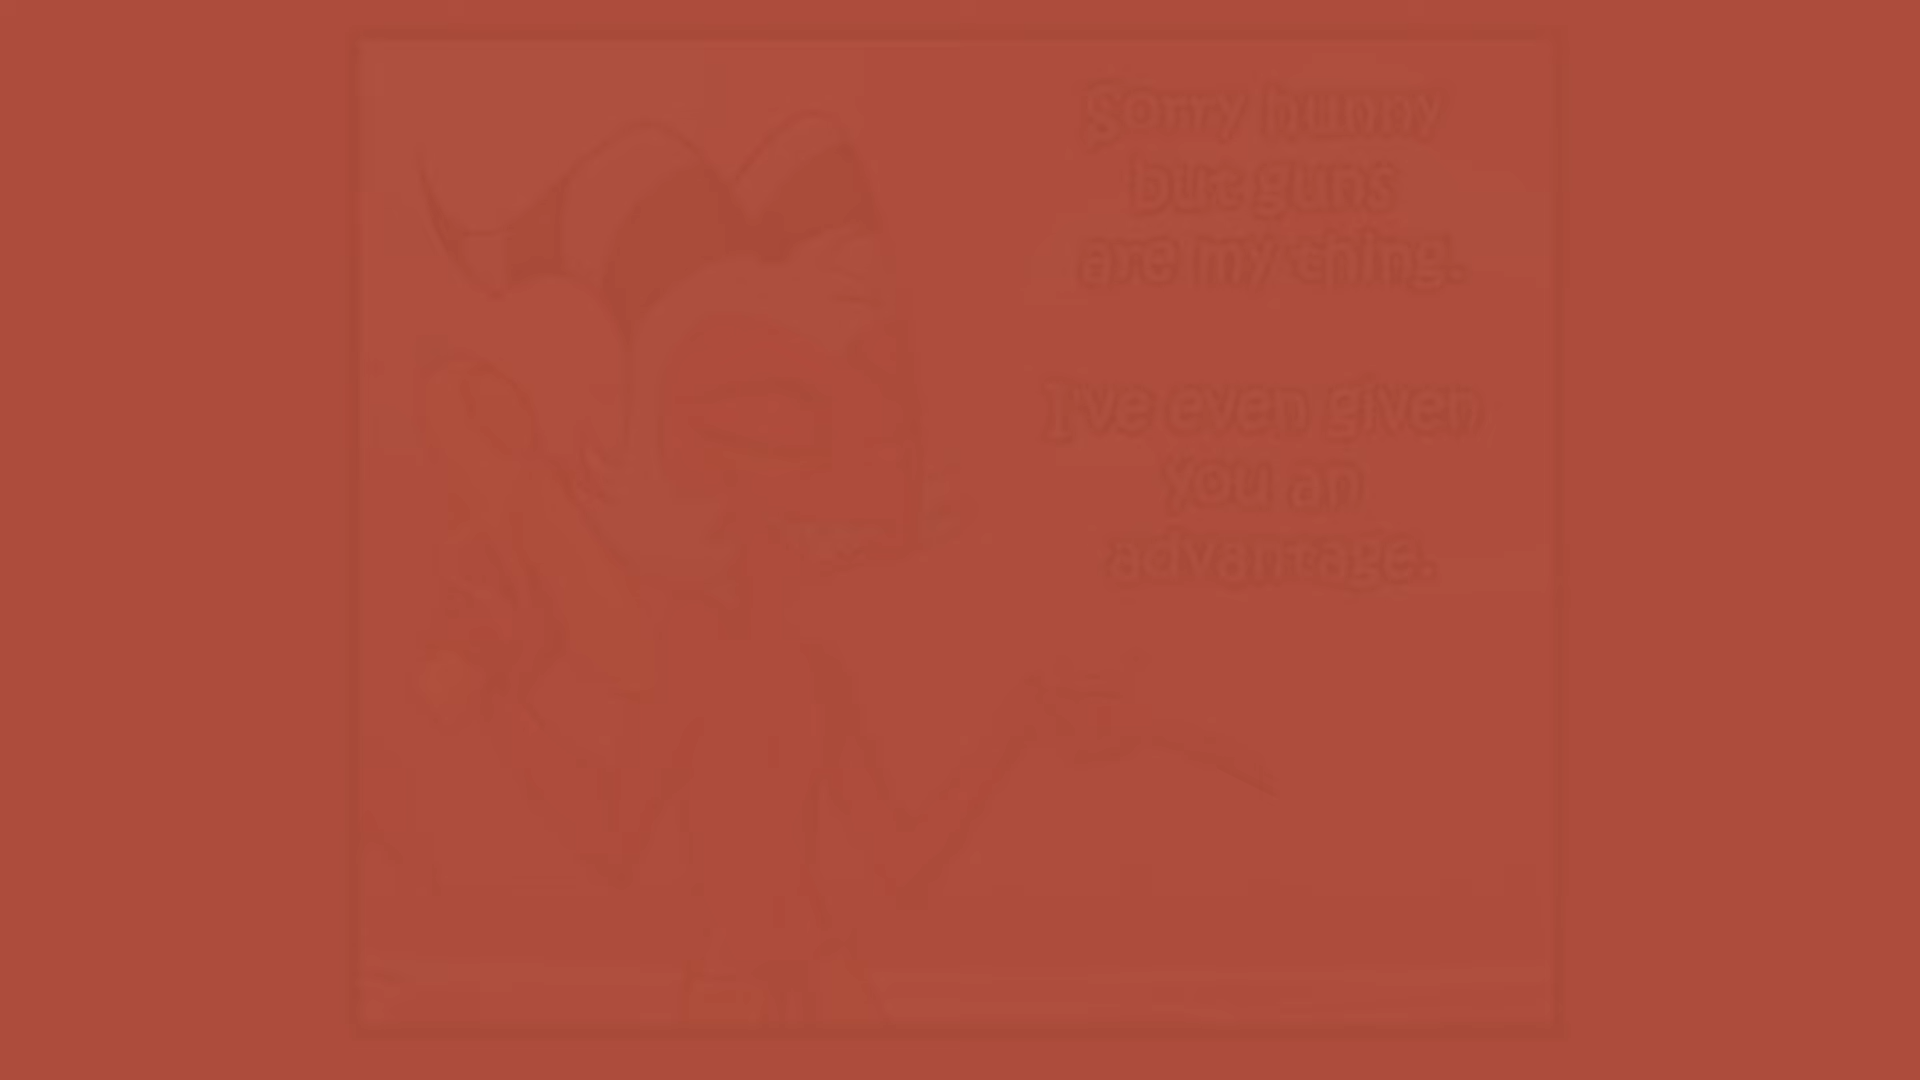 Sorry bunny
but guns
are my thing.
I've even given
you an
advantage.